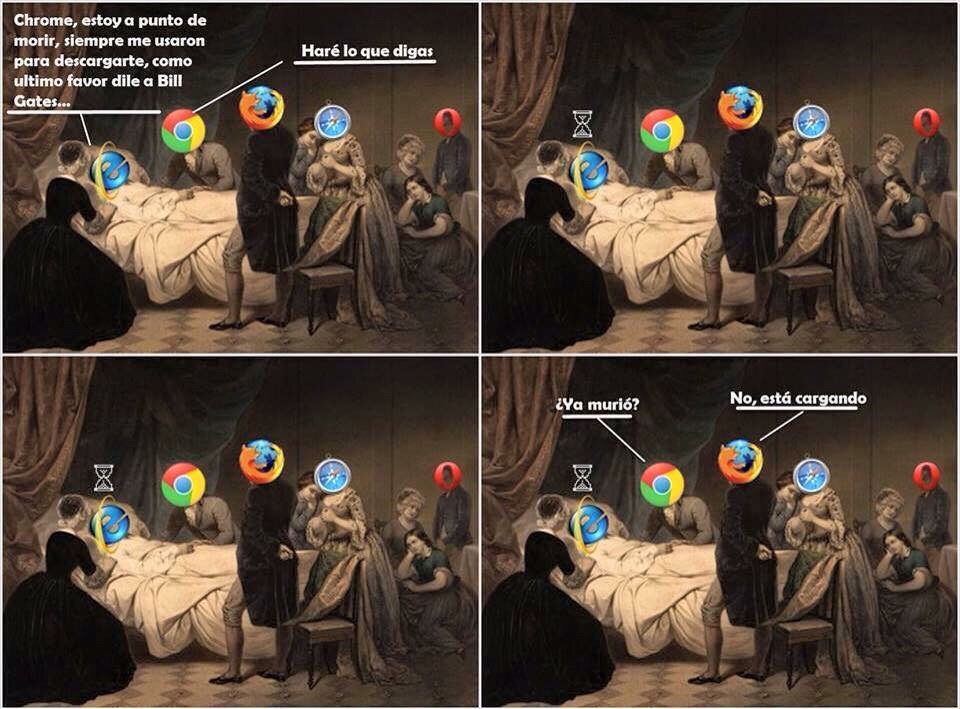 Chrome, estoy a punto de
morir, siempre me usaron
para descargarte, como
ultimo favor dile a Bill
Gates...
Haré lo que digas
¿Ya murió?
No, está cargando